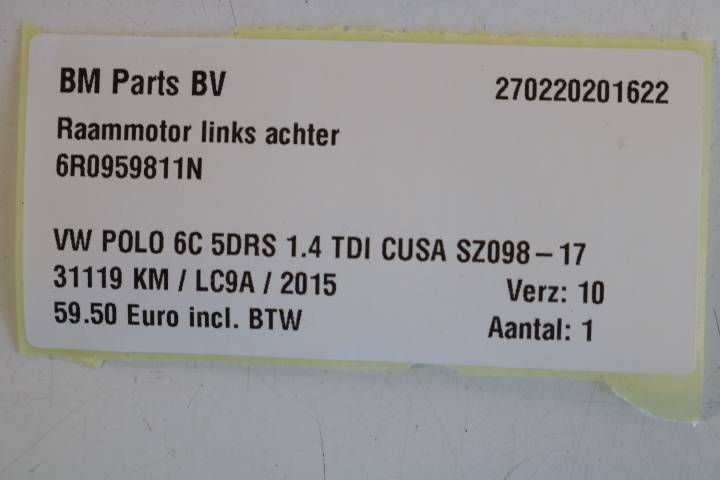 BM Parts BV 270220201622
Raammotor links achter
6R0959811N
VW POLO 6C 5DRS 1.4 TDI CUSA SZ098-17
31119 KM / LC9A / 2015 Verz: 10
59.50 Euro incl. BTW Aantal: 1